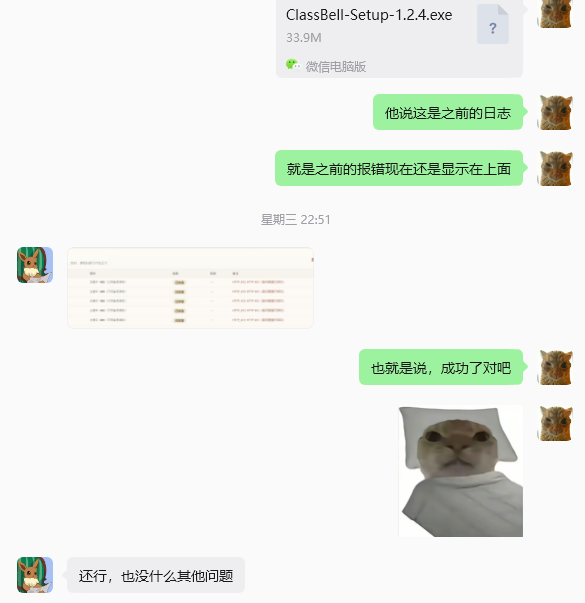 ClassBell-Setup-1.2.4.exe
33.9M
?
微信电脑版
他说这是之前的日志
就是之前的报错现在还是显示在上面
星期三 22:51
也就是说，成功了对吧
还行，也没什么其他问题